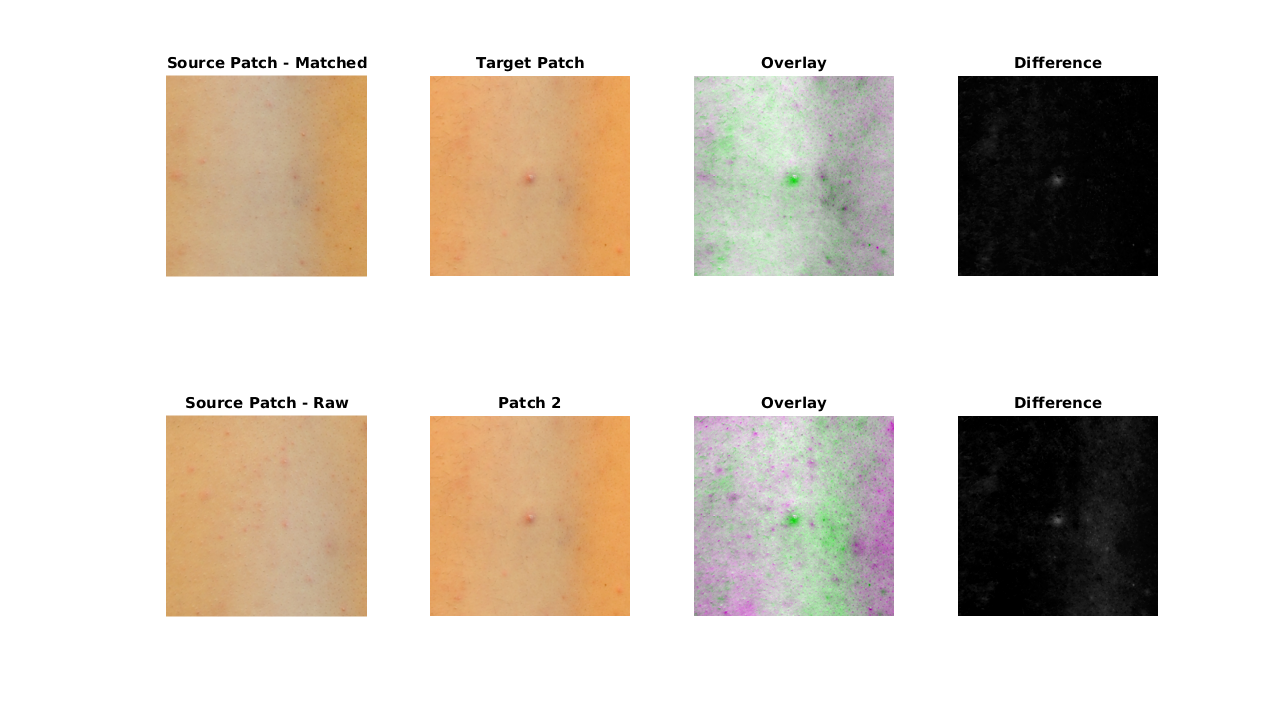 Source Patch - Matched
Target Patch
Overlay
Difference
Source Patch - Raw
Patch 2
Overlay
Difference